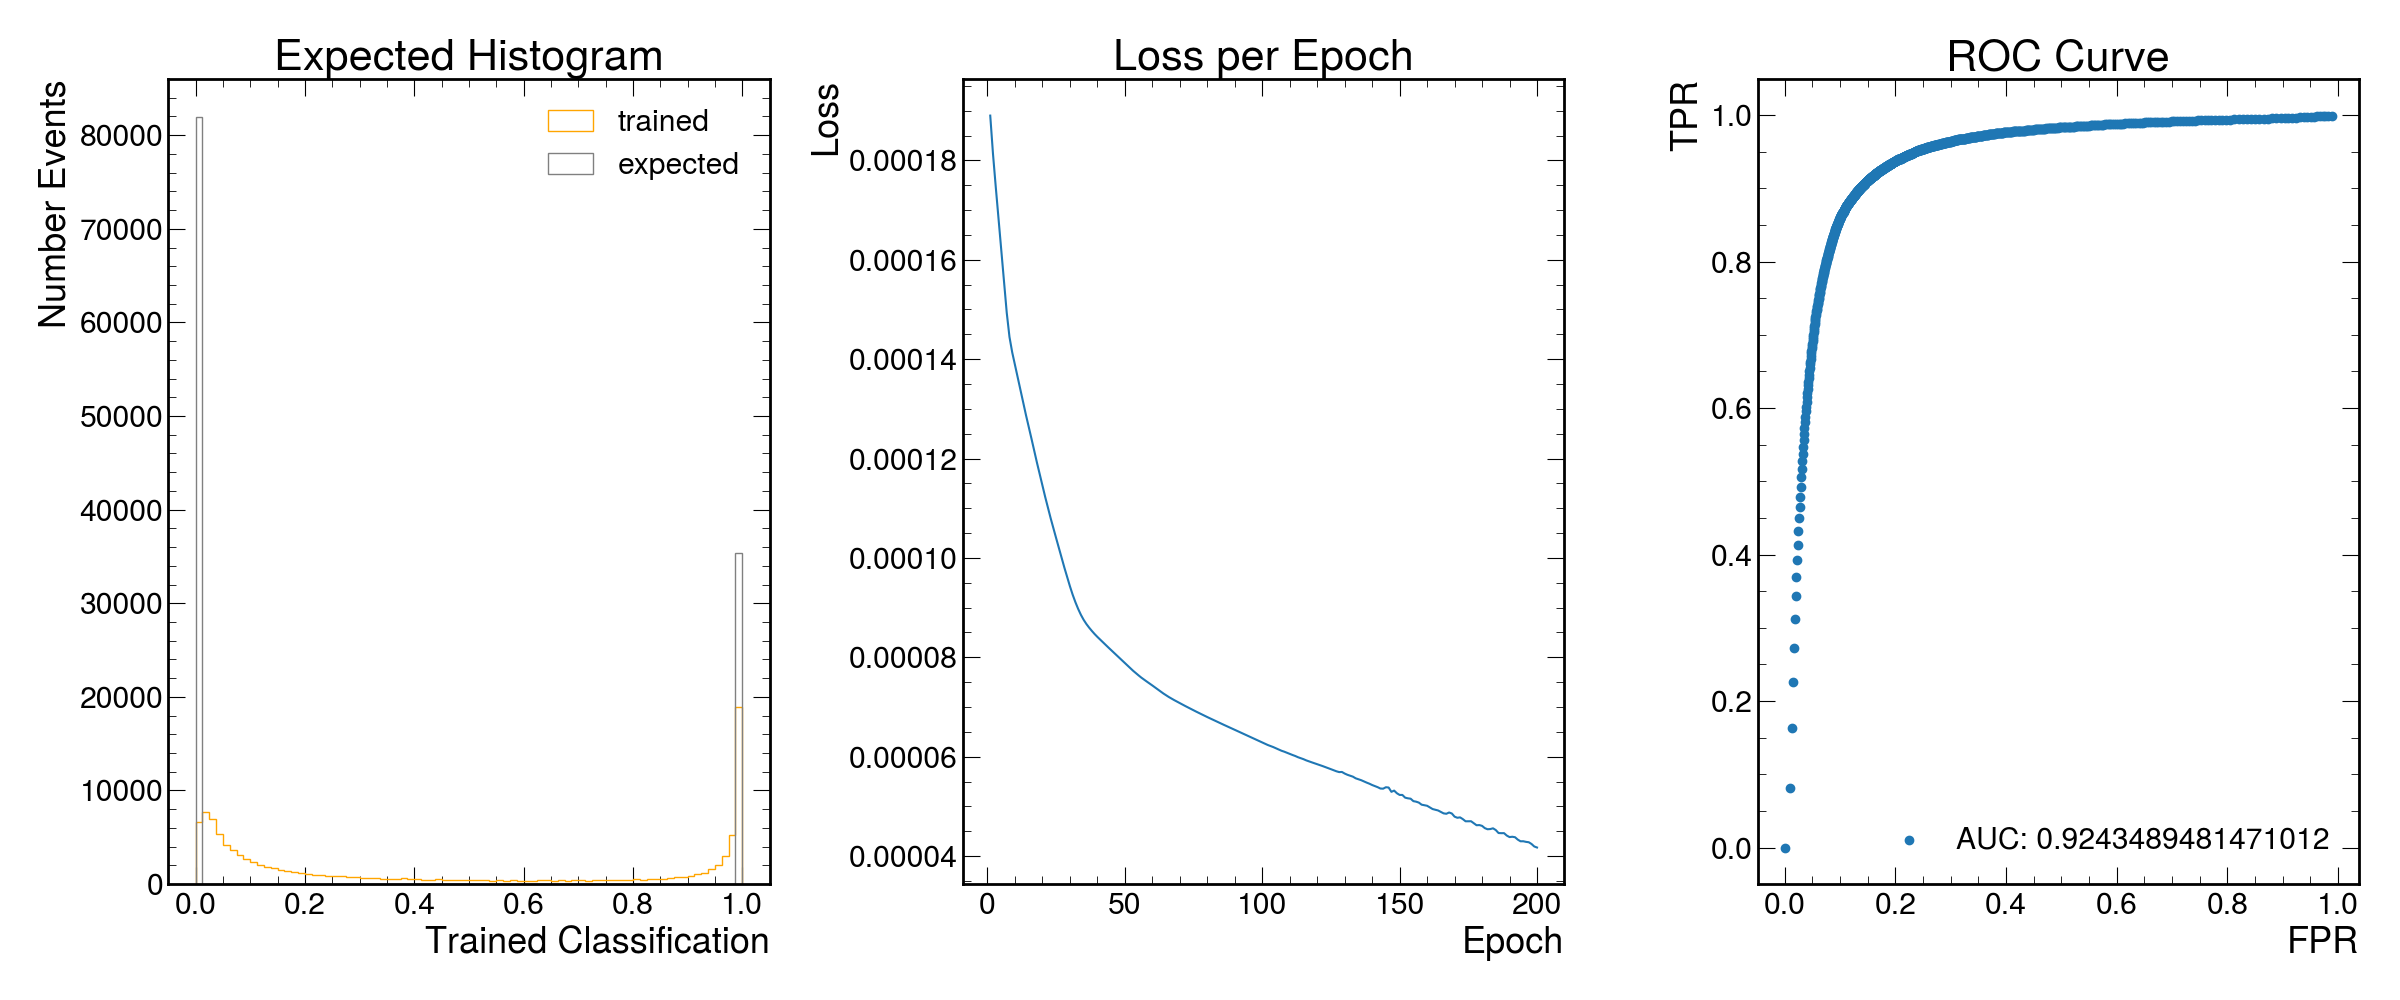 Expected Histogram
Number Events
80000
70000
60000
50000
40000
30000
20000
10000
0
0.0 0.2 0.4 0.6 0.8 1.0
Trained Classification
trained
expected
Loss per Epoch
Loss
0.00018
0.00016
0.00014
0.00012
0.00010
0.00008
0.00006
0.00004
0 50 100 150 200
Epoch
ROC Curve
TPR
1.0
0.8
0.6
0.4
0.2
0.0
AUC: 0.9243489481471012
0.0 0.2 0.4 0.6 0.8 1.0
FPR